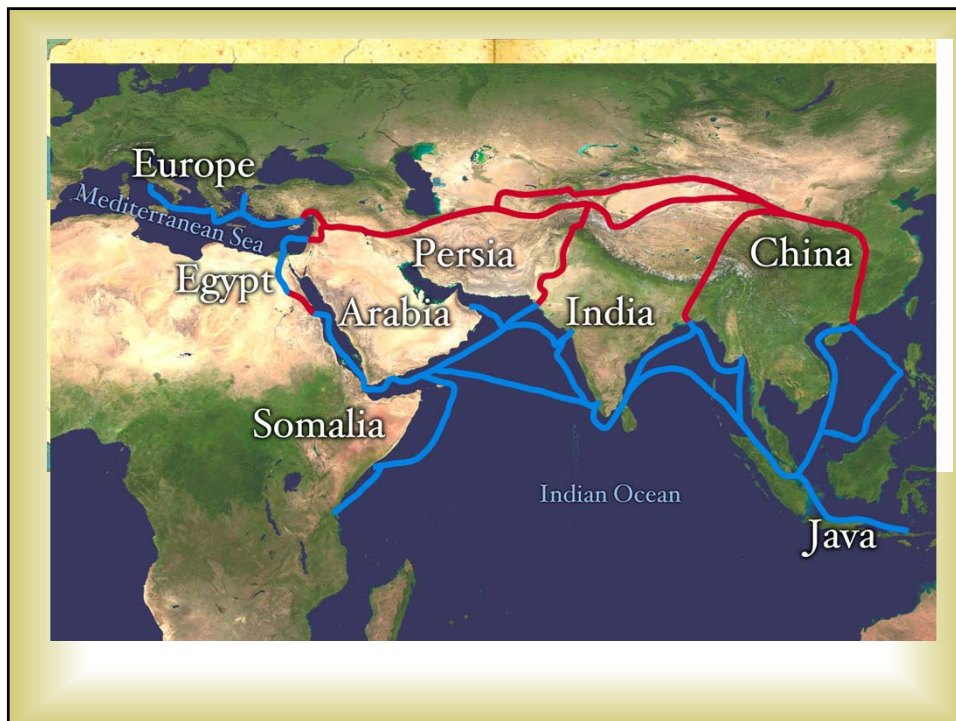 Europe
Mediterranean Sea
Egypt
Arabia
Persia
India
China
Somalia
Indian Ocean
Java